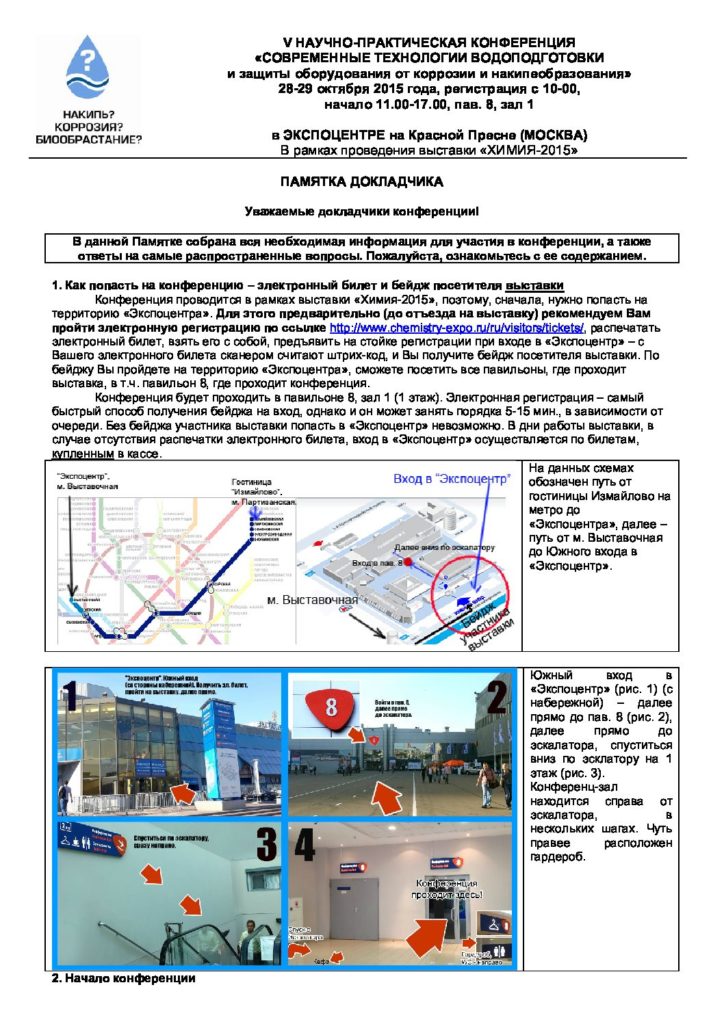 НАКИПЬ?
КОРРОЗИЯ?
БИООБРАСТАНИЕ?
V НАУЧНО-ПРАКТИЧЕСКАЯ КОНФЕРЕНЦИЯ
«СОВРЕМЕННЫЕ ТЕХНОЛОГИИ ВОДОПОДГОТОВКИ
и защиты оборудования от коррозии и накипеобразования»
28-29 октября 2015 года, регистрация с 10-00,
начало 11.00-17.00, пав. 8, зал 1
в ЭКСПОЦЕНТРЕ на Красной Пресне (МОСКВА)
В рамках проведения выставки «ХИМИЯ-2015»
ПАМЯТКА ДОКЛАДЧИКА
Уважаемые докладчики конференции!
В данной Памятке собрана вся необходимая информация для участия в конференции, а также
ответы на самые распространенные вопросы. Пожалуйста, ознакомьтесь с ее содержанием.
1. Как попасть на конференцию – электронный билет и бейдж посетителя выставки
Конференция проводится в рамках выставки «Химия-2015», поэтому, сначала, нужно попасть на
территорию «Экспоцентра». Для этого предварительно (до отъезда на выставку) рекомендуем Вам
пройти электронную регистрацию по ссылке http://www.chemistry-expo.ru/ru/visitors/tickets/, распечатать
электронный билет, взять его с собой, предъявить на стойке регистрации при входе в «Экспоцентр» – с
Вашего электронного билета сканером считают штрих-код, и Вы получите бейдж посетителя выставки. По
бейджу Вы пройдете на территорию «Экспоцентра», сможете посетить все павильоны, где проходит
выставка, в т.ч. павильон 8, где проходит конференция.
Конференция будет проходить в павильоне 8, зал 1 (1 этаж). Электронная регистрация – самый
быстрый способ получения бейджа на вход, однако и он может занять порядка 5-15 мин., в зависимости от
очереди. Без бейджа участника выставки попасть в «Экспоцентр» невозможно. В дни работы выставки, в
случае отсутствия распечатки электронного билета, вход в «Экспоцентр» осуществляется по билетам,
купленным в кассе.
"Экспоцентр",
м. Выставочная
Гостиница
"Измайлово",
м. Партизанская
Вход в "Экспоцентр"
Далее вниз по эскалатору
Вход в пав. 8
м. Выставочная
Бейдж
участника
выставки
На данных схемах
обозначен путь от
гостиницы Измайлово на
метро до
«Экспоцентра», далее –
путь от м. Выставочная
до Южного входа в
«Экспоцентр».
1
"Экспоцентр" Южный вход
(со стороны набережной). Получить эл. билет,
пройти на выставку, далее прямо.
8
Войти в пав. 8,
далее прямо
до эскалатора.
2
Спуститься по эскалатору,
сразу направо.
3
4
Конференция
проходит здесь!
Кафе
Южный вход в
«Экспоцентр» (рис. 1) (с
набережной) – далее
прямо до пав. 8 (рис. 2),
далее прямо до
эскалатора, спуститься
вниз по эсклатору на 1
этаж (рис. 3).
Конференц-зал
находится справа от
эскалатора, в
нескольких шагах. Чуть
правее расположен
гардероб.
2. Начало конференции